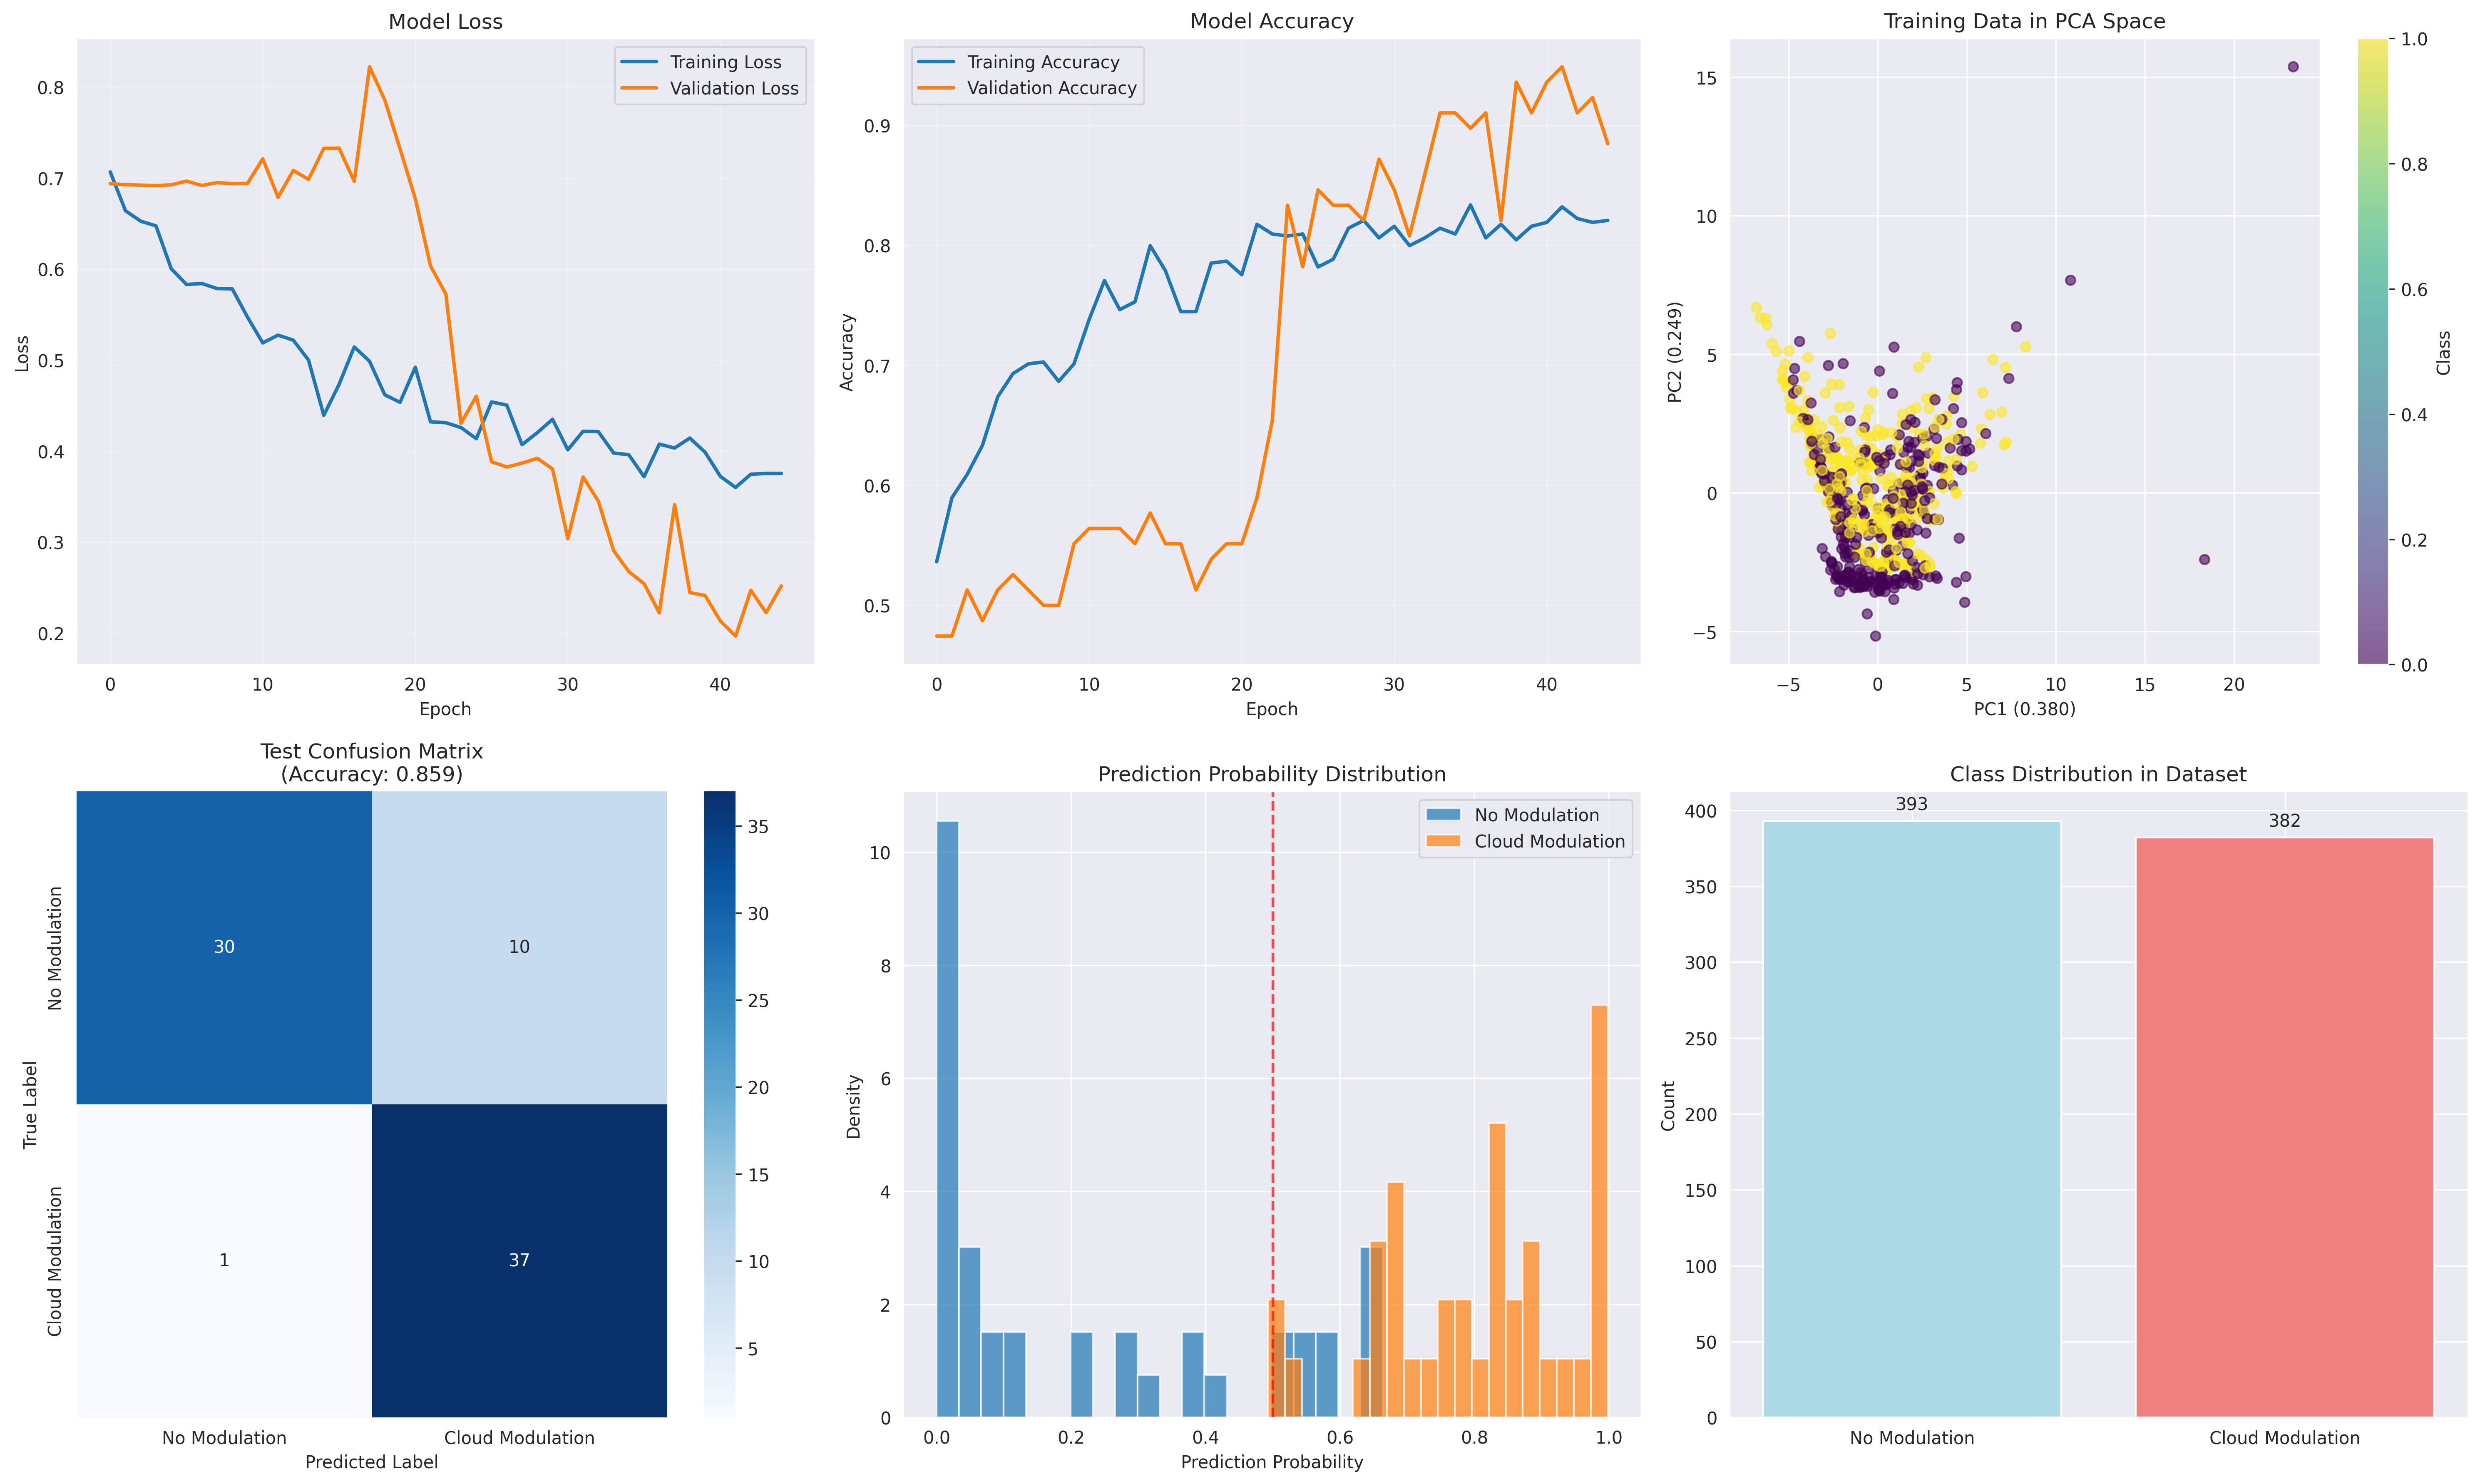 Model Loss
Training Loss
Validation Loss
0.8
0.7
0.6
0.5
0.4
0.3
0.2
Loss
0
10
20
30
40
Epoch
Model Accuracy
Training Accuracy
Validation Accuracy
0.9
0.8
0.7
0.6
0.5
Accuracy
0
10
20
30
40
Epoch
Training Data in PCA Space
15
10
5
0
−5
PC2 (0.249)
−5
0
5
10
15
20
PC1 (0.380)
1.0
0.8
0.6
0.4
0.2
0.0
Class
Test Confusion Matrix
(Accuracy: 0.859)
30
10
1
37
No Modulation
Cloud Modulation
True Label
No Modulation
Cloud Modulation
Predicted Label
35
30
25
20
15
10
5
Prediction Probability Distribution
No Modulation
Cloud Modulation
10
8
6
4
2
0
Density
0.0
0.2
0.4
0.6
0.8
1.0
Prediction Probability
Class Distribution in Dataset
393
382
400
350
300
250
200
150
100
50
0
Count
No Modulation
Cloud Modulation